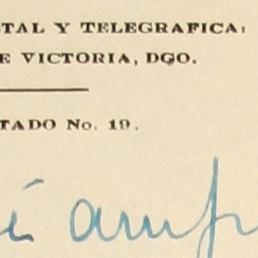 TAL Y TELEGRAFICA:
E VICTORIA, DGO.
TADO No. 19.